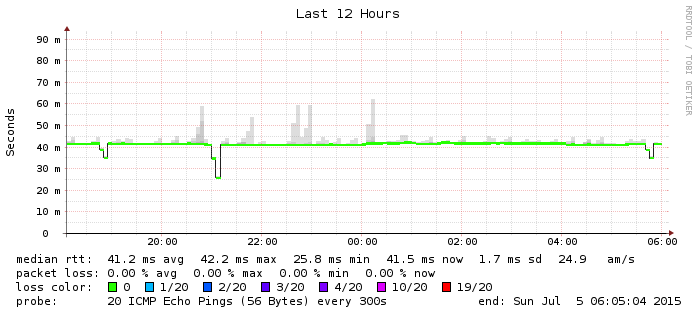 Last 12 Hours
RRDTOOL / TOBI OETIKER
Seconds
90 m
80 m
70 m
60 m
50 m
40 m
30 m
20 m
10 m
0
20:00 22:00 00:00 02:00 04:00 06:00
median rtt: 41.2 ms avg 42.2 ms max 25.8 ms min 41.5 ms now 1.7 ms sd 24.9 am/s
packet loss: 0.00 % avg 0.00 % max 0.00 % min 0.00 % now
loss color: 0 1/20 2/20 3/20 4/20 10/20 19/20
probe: 20 ICMP Echo Pings (56 Bytes) every 300s end: Sun Jul 5 06:05:04 2015